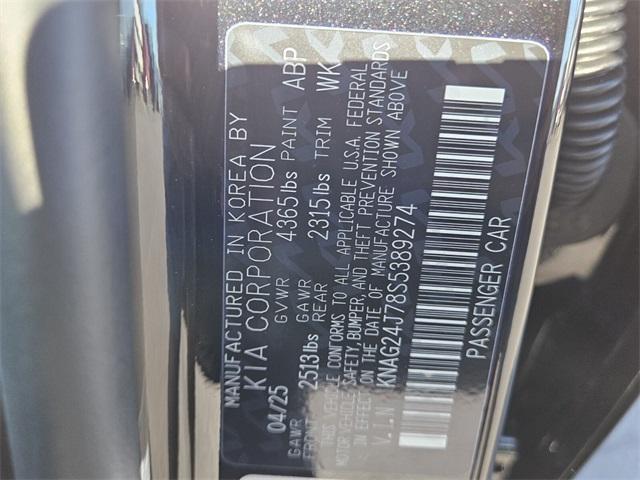 MANUFACTURED IN KOREA BY
KIA CORPORATION
04/25 GVWR 4365lbs PAINT ABP
GAWR FRONT 2513lbs GAWR REAR 2315lbs TRIM WK
THIS VEHICLE CONFORMS TO ALL APPLICABLE U.S.A. FEDERAL
MOTOR VEHICLE SAFETY, BUMPER, AND THEFT PREVENTION STANDARDS
IN EFFECT ON THE DATE OF MANUFACTURE SHOWN ABOVE
V.I.N KNAG24J78S5389274
PASSENGER CAR